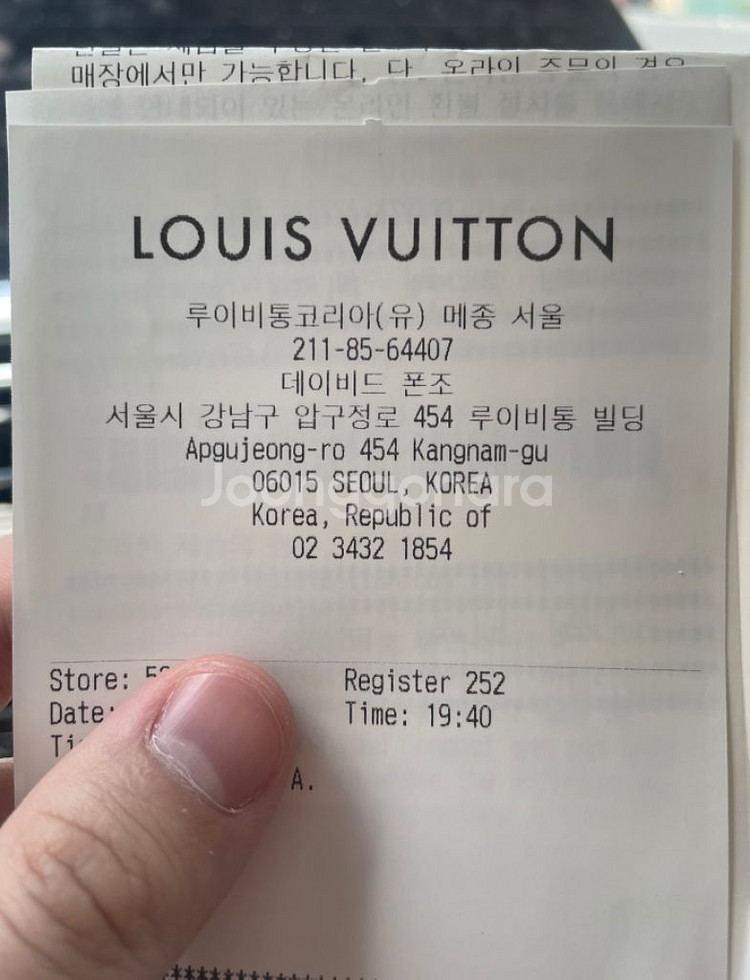 매장에서만 가능합니다. 다 오라인 주문의 경우
LOUIS VUITTON
루이비통코리아(유) 메종 서울
211-85-64407
데이비드 폰조
서울시 강남구 압구정로 454 루이비통 빌딩
Apgujeong-ro 454 Kangnam-gu
06015 SEOUL, KOREA
Joonggonara
Korea, Republic of
02 3432 1854
Store:
Register 252
Date:
Time: 19:40
A.